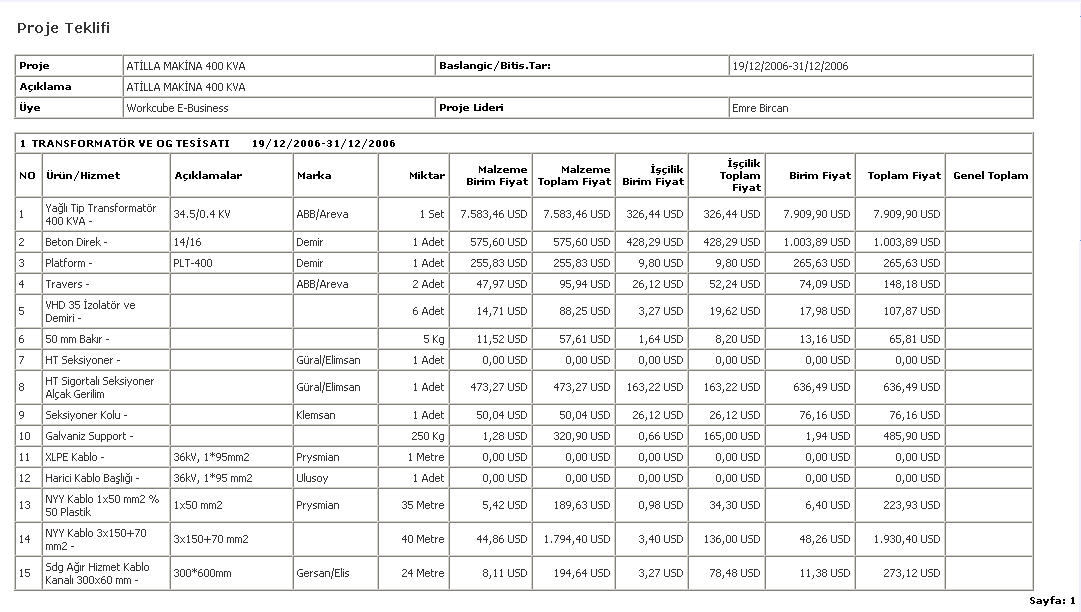 Proje Teklifi
Proje ATİLLA MAKİNA 400 KVA Baslangic/Bitis.Tar: 19/12/2006-31/12/2006
Açıklama ATİLLA MAKİNA 400 KVA
Üye Workcube E-Business Proje Lideri Emre Bircan
1 TRANSFORMATÖR VE OG TESİSATI 19/12/2006-31/12/2006
NO Ürün/Hizmet Açıklamalar Marka Miktar Malzeme Birim Fiyat Malzeme Toplam Fiyat İşçilik Birim Fiyat İşçilik Toplam Fiyat Birim Fiyat Toplam Fiyat Genel Toplam
1 Yağlı Tip Transformatör 400 KVA - 34.5/0.4 KV ABB/Areva 1 Set 7.583,46 USD 7.583,46 USD 326,44 USD 326,44 USD 7.909,90 USD 7.909,90 USD
2 Beton Direk - 14/16 Demir 1 Adet 575,60 USD 575,60 USD 428,29 USD 428,29 USD 1.003,89 USD 1.003,89 USD
3 Platform - PLT-400 Demir 1 Adet 255,83 USD 255,83 USD 9,80 USD 9,80 USD 265,63 USD 265,63 USD
4 Travers - ABB/Areva 2 Adet 47,97 USD 95,94 USD 26,12 USD 52,24 USD 74,09 USD 148,18 USD
5 VHD 35 İzolatör ve Demiri - 6 Adet 14,71 USD 88,25 USD 3,27 USD 19,62 USD 17,98 USD 107,87 USD
6 50 mm Bakır - 5 Kg 11,52 USD 57,61 USD 1,64 USD 8,20 USD 13,16 USD 65,81 USD
7 HT Seksiyoner - Güral/Elimsan 1 Adet 0,00 USD 0,00 USD 0,00 USD 0,00 USD 0,00 USD 0,00 USD
8 HT Sigortalı Seksiyoner Alçak Gerilim Güral/Elimsan 1 Adet 473,27 USD 473,27 USD 163,22 USD 163,22 USD 636,49 USD 636,49 USD
9 Seksiyoner Kolu - Klemsan 1 Adet 50,04 USD 50,04 USD 26,12 USD 26,12 USD 76,16 USD 76,16 USD
10 Galvaniz Support - 250 Kg 1,28 USD 320,90 USD 0,66 USD 165,00 USD 1,94 USD 485,90 USD
11 XLPE Kablo - 36kV, 1*95mm2 Prysmian 1 Metre 0,00 USD 0,00 USD 0,00 USD 0,00 USD 0,00 USD 0,00 USD
12 Harici Kablo Başlığı - 36kV, 1*95 mm2 Ulusoy 1 Adet 0,00 USD 0,00 USD 0,00 USD 0,00 USD 0,00 USD 0,00 USD
13 NYY Kablo 1x50 mm2 % 50 Plastik 1x50 mm2 Prysmian 35 Metre 5,42 USD 189,63 USD 0,98 USD 34,30 USD 6,40 USD 223,93 USD
14 NYY Kablo 3x150+70 mm2 - 3x150+70 mm2 40 Metre 44,86 USD 1.794,40 USD 3,40 USD 136,00 USD 48,26 USD 1.930,40 USD
15 Sdg Ağır Hizmet Kablo Kanalı 300x60 mm - 300*600mm Gersan/Elis 24 Metre 8,11 USD 194,64 USD 3,27 USD 78,48 USD 11,38 USD 273,12 USD
Sayfa: 1